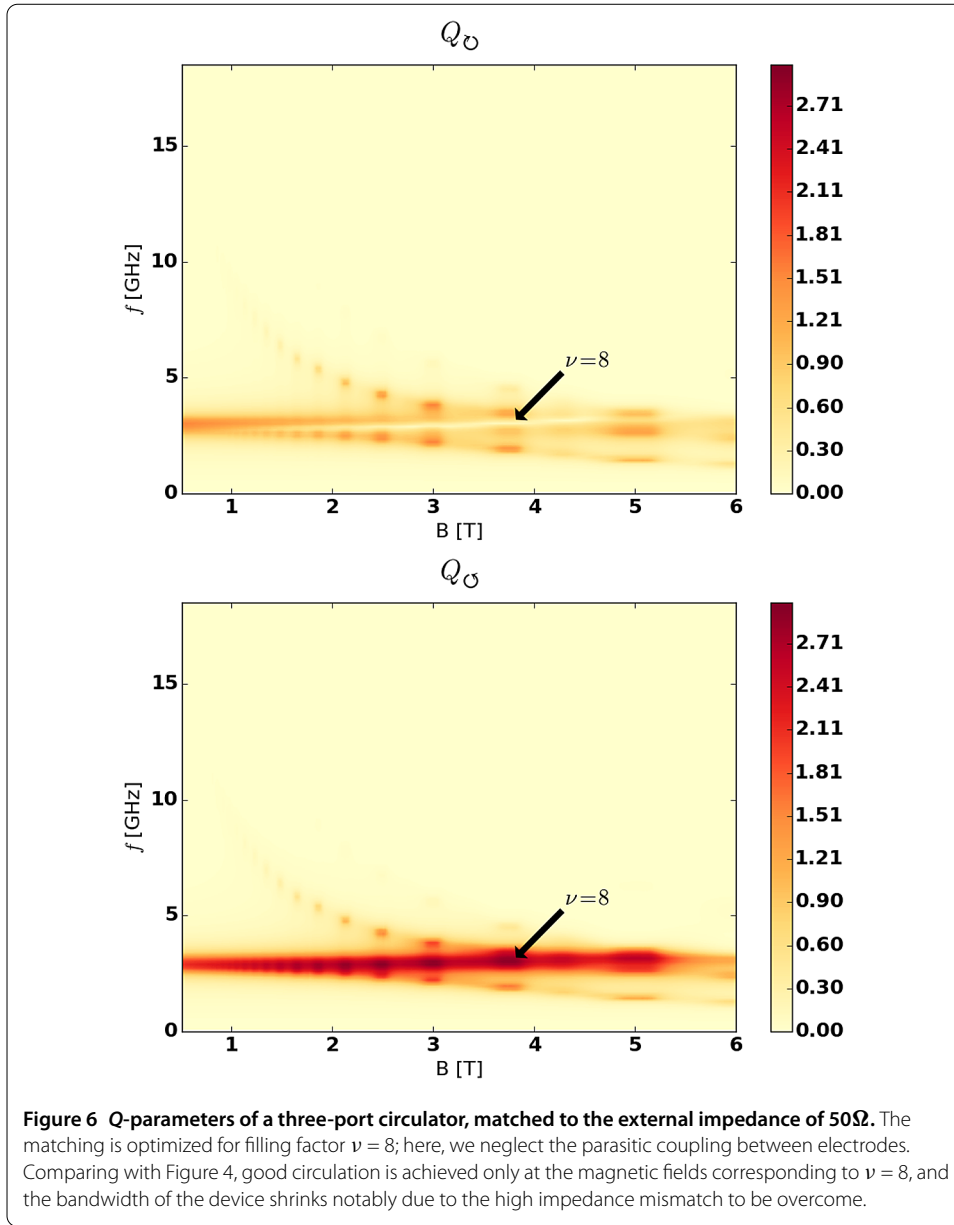 Q↻
2.71
2.41
2.11
1.81
1.51
1.21
0.90
0.60
0.30
0.00
15
10
5
0
f [GHz]
ν=8
1 2 3 4 5 6
B [T]
Q↺
2.71
2.41
2.11
1.81
1.51
1.21
0.90
0.60
0.30
0.00
15
10
5
0
f [GHz]
ν=8
1 2 3 4 5 6
B [T]
Figure 6 Q-parameters of a three-port circulator, matched to the external impedance of 50Ω. The
matching is optimized for filling factor ν = 8; here, we neglect the parasitic coupling between electrodes.
Comparing with Figure 4, good circulation is achieved only at the magnetic fields corresponding to ν = 8, and
the bandwidth of the device shrinks notably due to the high impedance mismatch to be overcome.